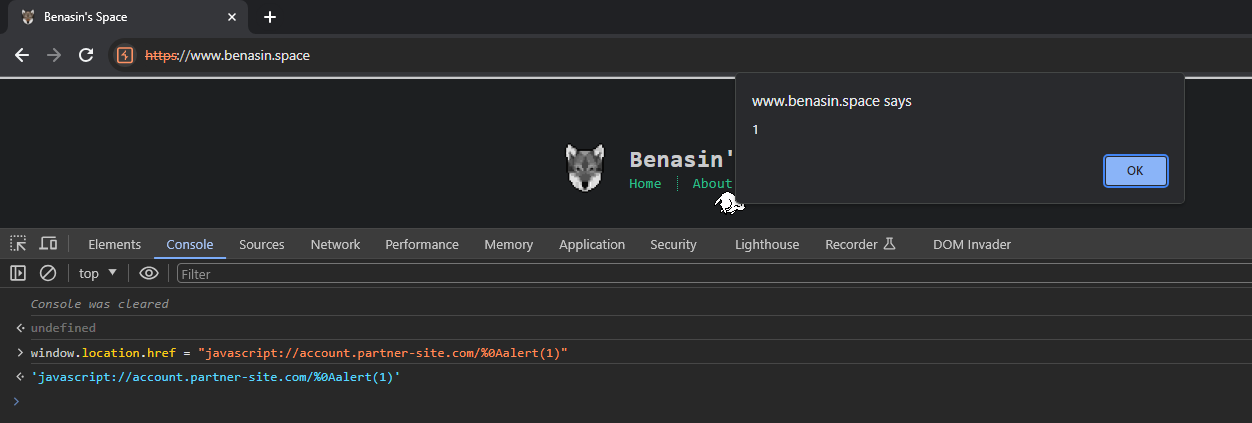 Benasin's Space
https://www.benasin.space
www.benasin.space says
1
OK
Benasin'
Home About
Elements Console Sources Network Performance Memory Application Security Lighthouse Recorder DOM Invader
top Filter
Console was cleared
undefined
window.location.href = "javascript://account.partner-site.com/%0Aalert(1)"
'javascript://account.partner-site.com/%0Aalert(1)'